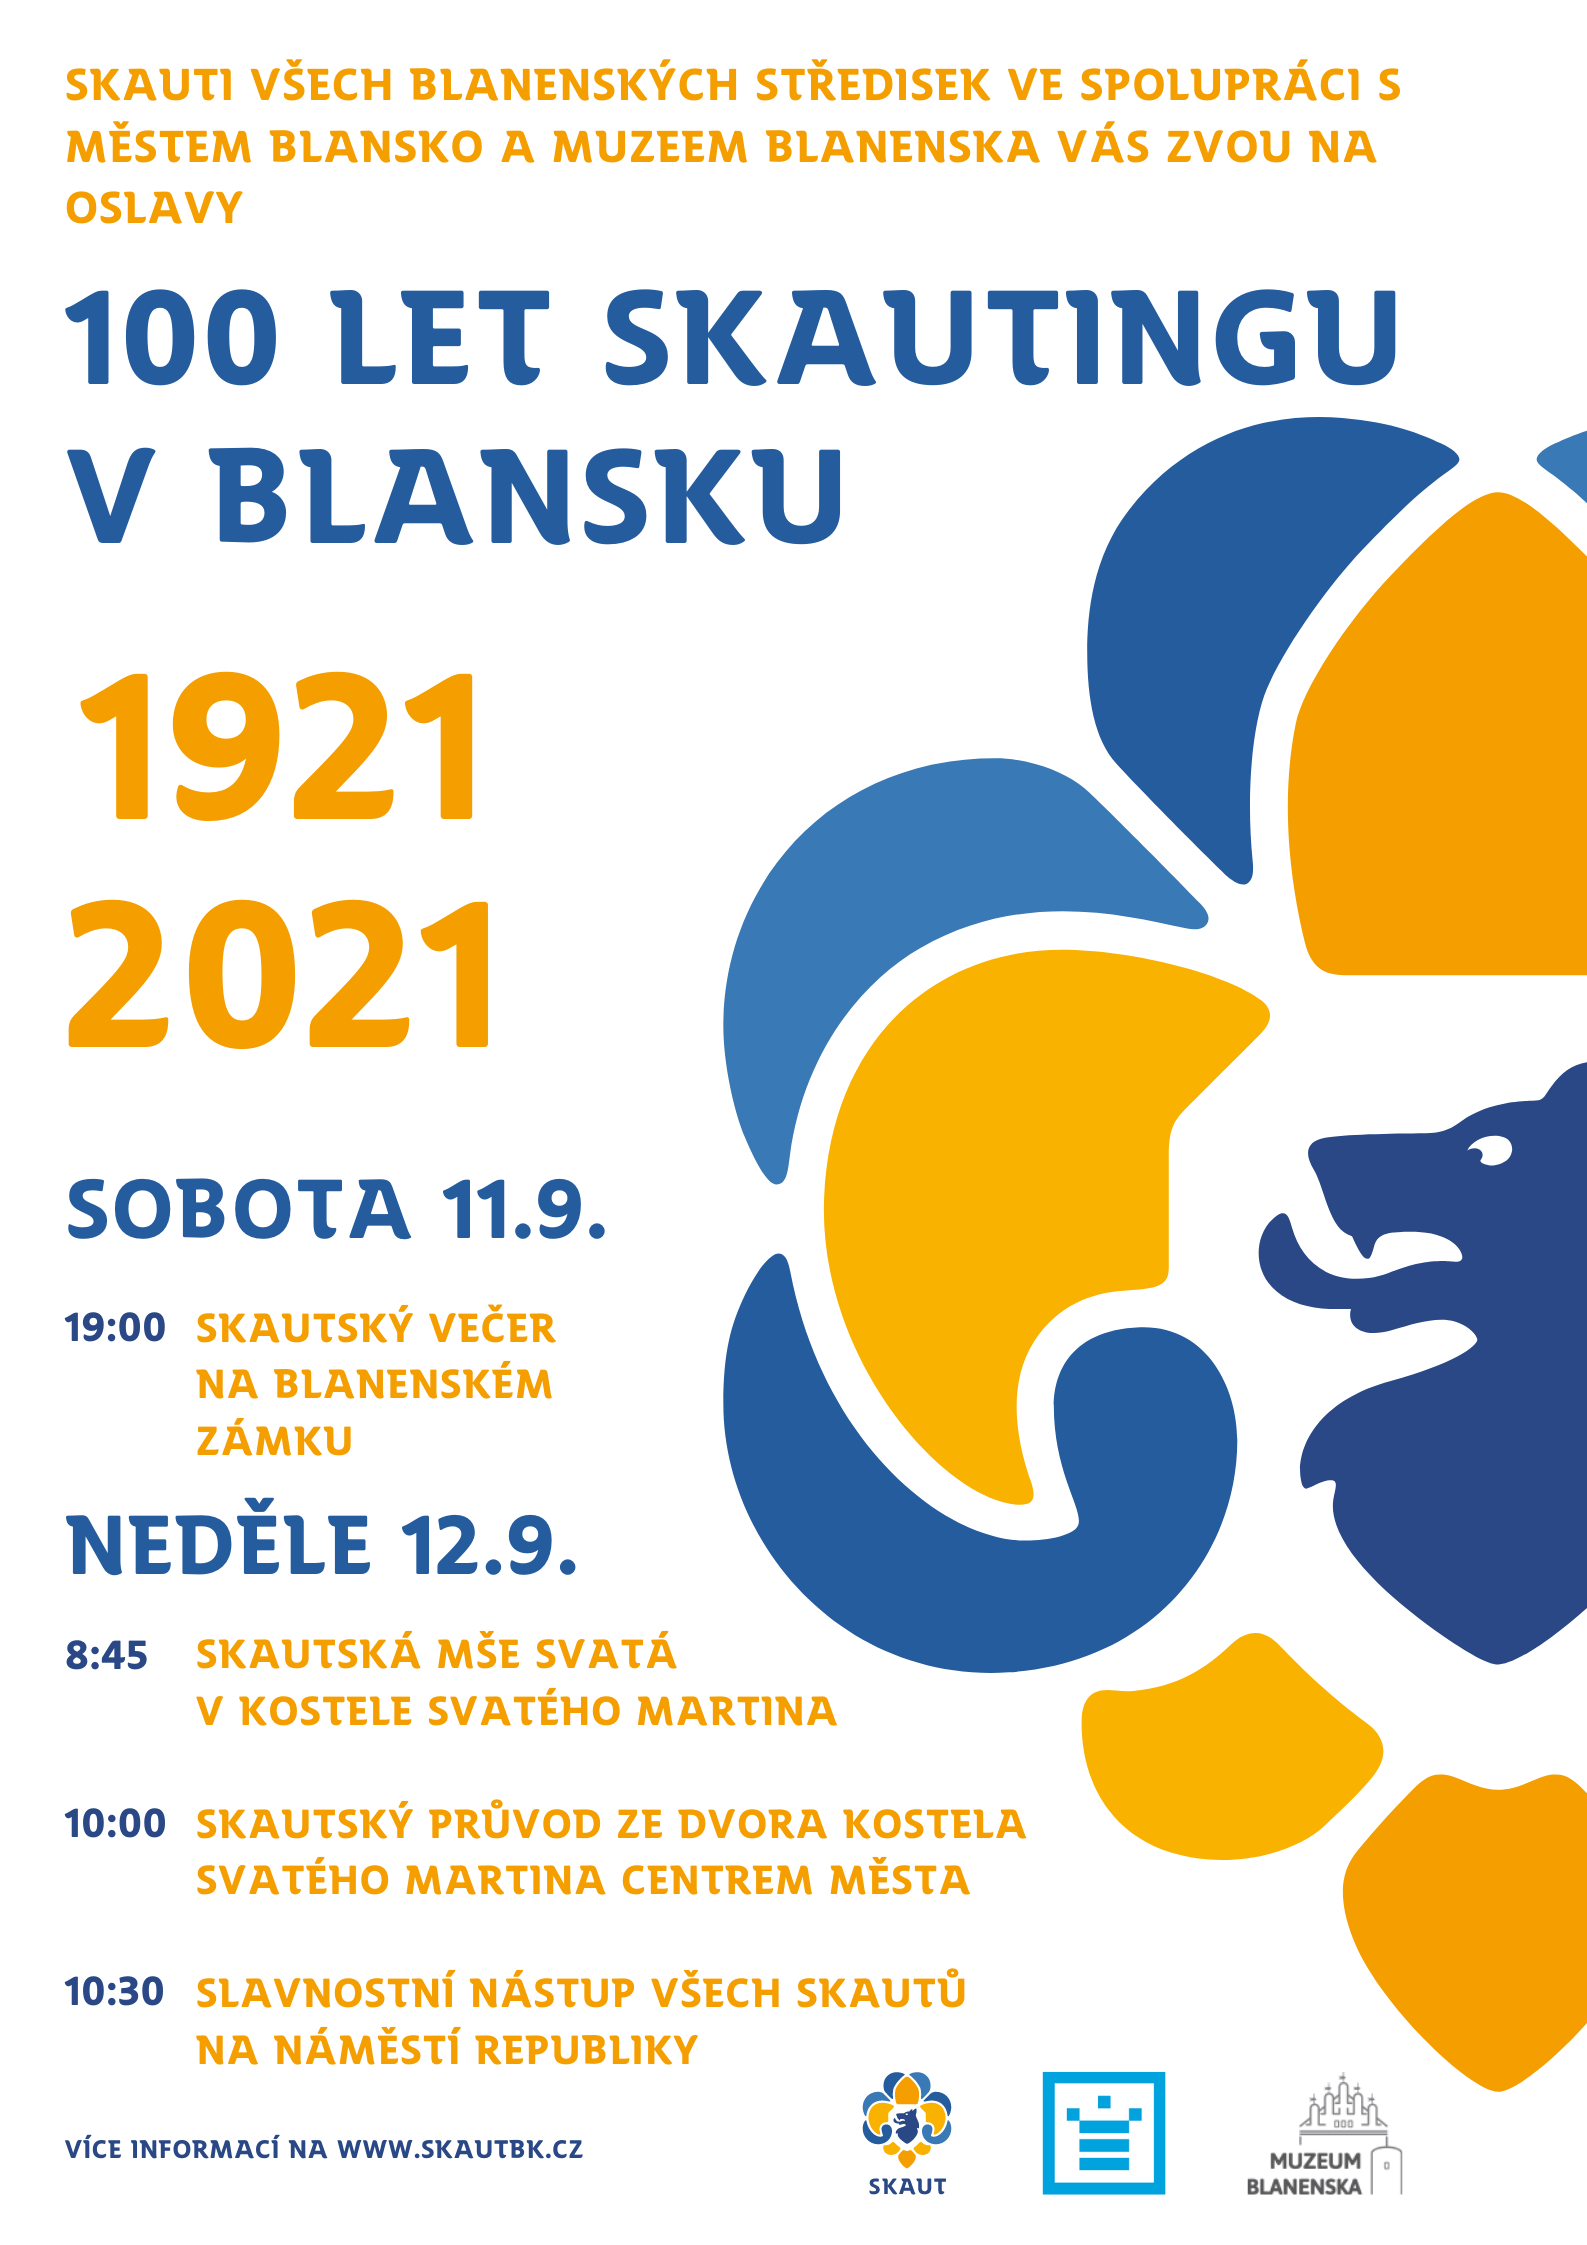 SKAUTI VŠECH BLANENSKÝCH STŘEDISEK VE SPOLUPRÁCI S
MĚSTEM BLANSKO A MUZEEM BLANENSKA VÁS ZVOU NA
OSLAVY
100 LET SKAUTINGU
V BLANSKU
1921
2021
SOBOTA 11.9.
19:00 SKAUTSKÝ VEČER
NA BLANENSKÉM
ZÁMKU
NEDĚLE 12.9.
8:45 SKAUTSKÁ MŠE SVATÁ
V KOSTELE SVATÉHO MARTINA
10:00 SKAUTSKÝ PRŮVOD ZE DVORA KOSTELA
SVATÉHO MARTINA CENTREM MĚSTA
10:30 SLAVNOSTNÍ NÁSTUP VŠECH SKAUTŮ
NA NÁMĚSTÍ REPUBLIKY
VÍCE INFORMACÍ NA WWW.SKAUTBK.CZ
SKAUT
MUZEUM
BLANENSKA